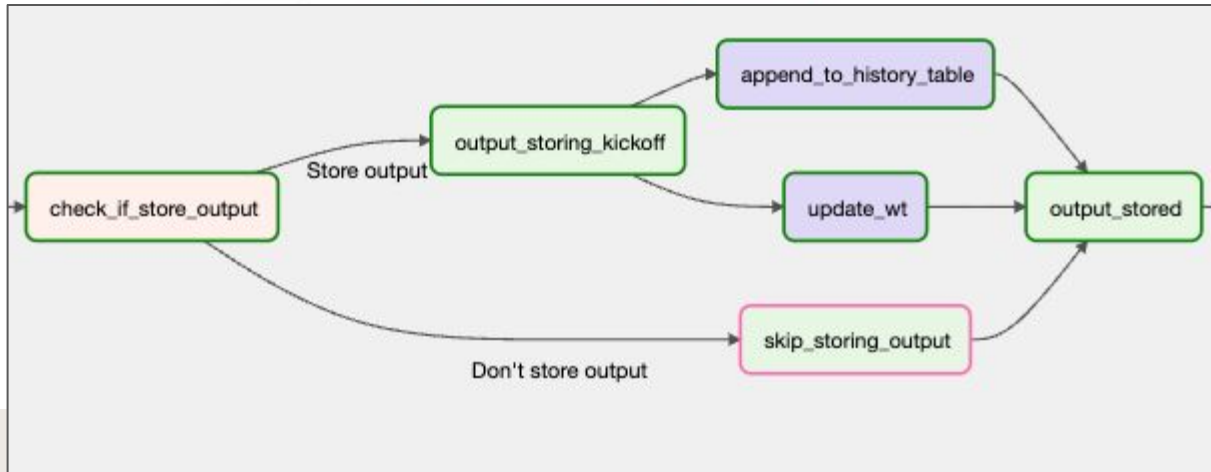 append_to_history_table
output_storing_kickoff
Store output
check_if_store_output
update_wt
output_stored
skip_storing_output
Don't store output